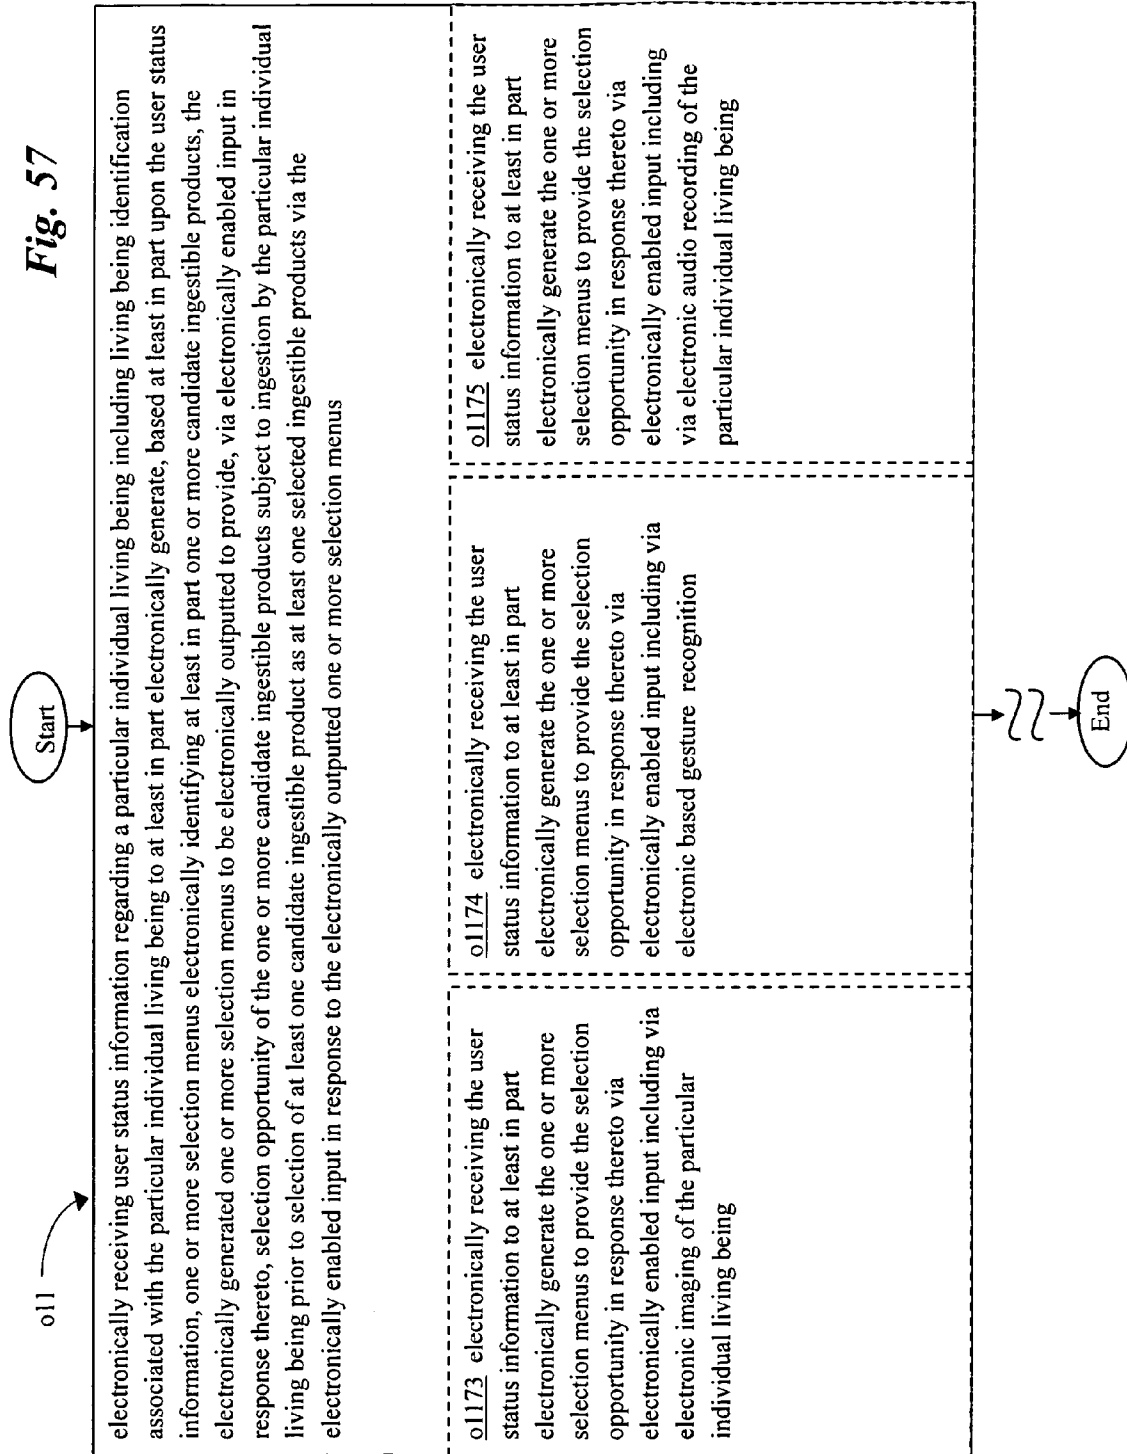 Fig. 57
o11
Start
electronically receiving user status information regarding a particular individual living being including living being identification
associated with the particular individual living being to at least in part electronically generate, based at least in part upon the user status
information, one or more selection menus electronically identifying at least in part one or more candidate ingestible products, the
electronically generated one or more selection menus to be electronically outputted to provide, via electronically enabled input in
response thereto, selection opportunity of the one or more candidate ingestible products subject to ingestion by the particular individual
living being prior to selection of at least one candidate ingestible product as at least one selected ingestible products via the
electronically enabled input in response to the electronically outputted one or more selection menus
o1173 electronically receiving the user
status information to at least in part
electronically generate the one or more
selection menus to provide the selection
opportunity in response thereto via
electronically enabled input including via
electronic imaging of the particular
individual living being
o1174 electronically receiving the user
status information to at least in part
electronically generate the one or more
selection menus to provide the selection
opportunity in response thereto via
electronically enabled input including via
electronic based gesture recognition
o1175 electronically receiving the user
status information to at least in part
electronically generate the one or more
selection menus to provide the selection
opportunity in response thereto via
electronically enabled input including
via electronic audio recording of the
particular individual living being
End